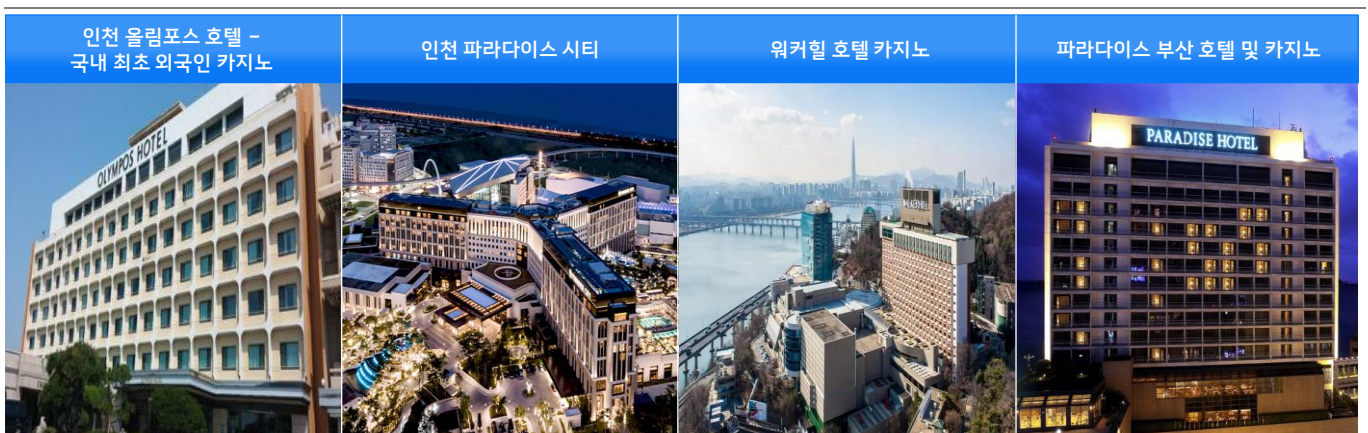 인천 올림포스 호텔 –
국내 최초 외국인 카지노
인천 파라다이스 시티
워커힐 호텔 카지노
파라다이스 부산 호텔 및 카지노
OLYMPOS HOTEL
WALKERHILL
PARADISE HOTEL